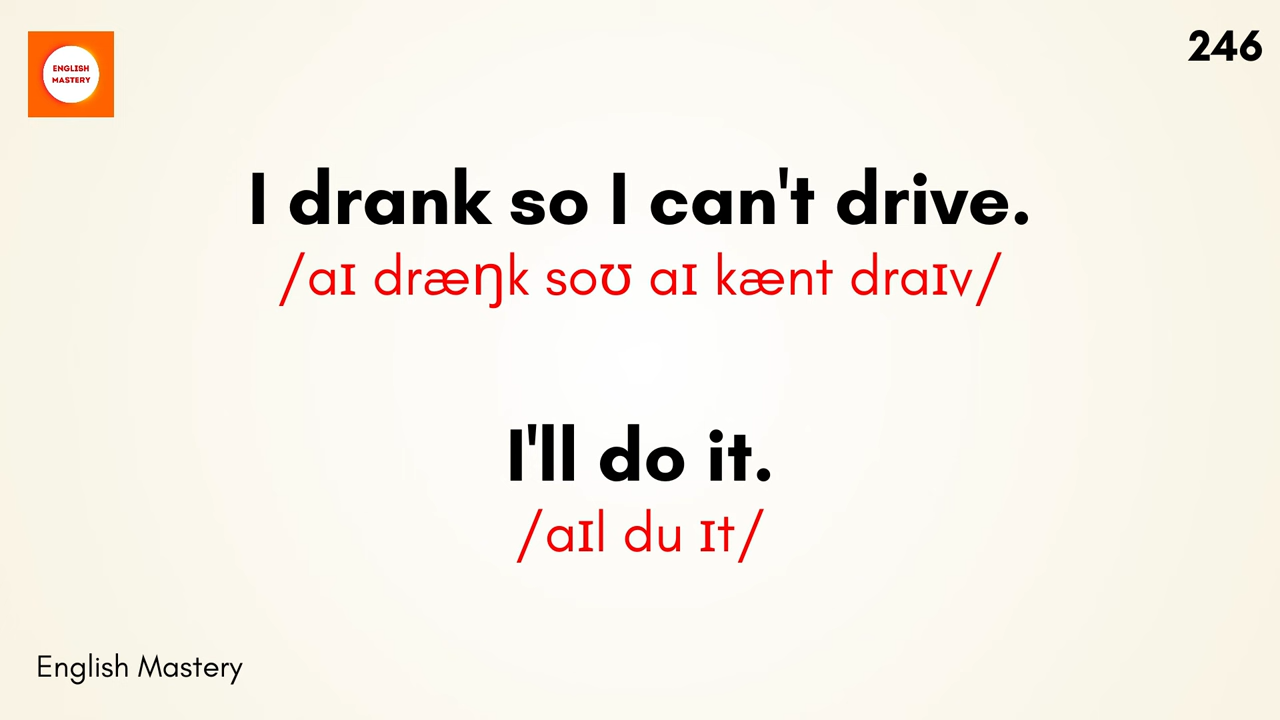 ENGLISH
MASTERY
246
I drank so I can't drive.
/aɪ dræŋk soʊ aɪ kænt draɪv/
I'll do it.
/aɪl du ɪt/
English Mastery